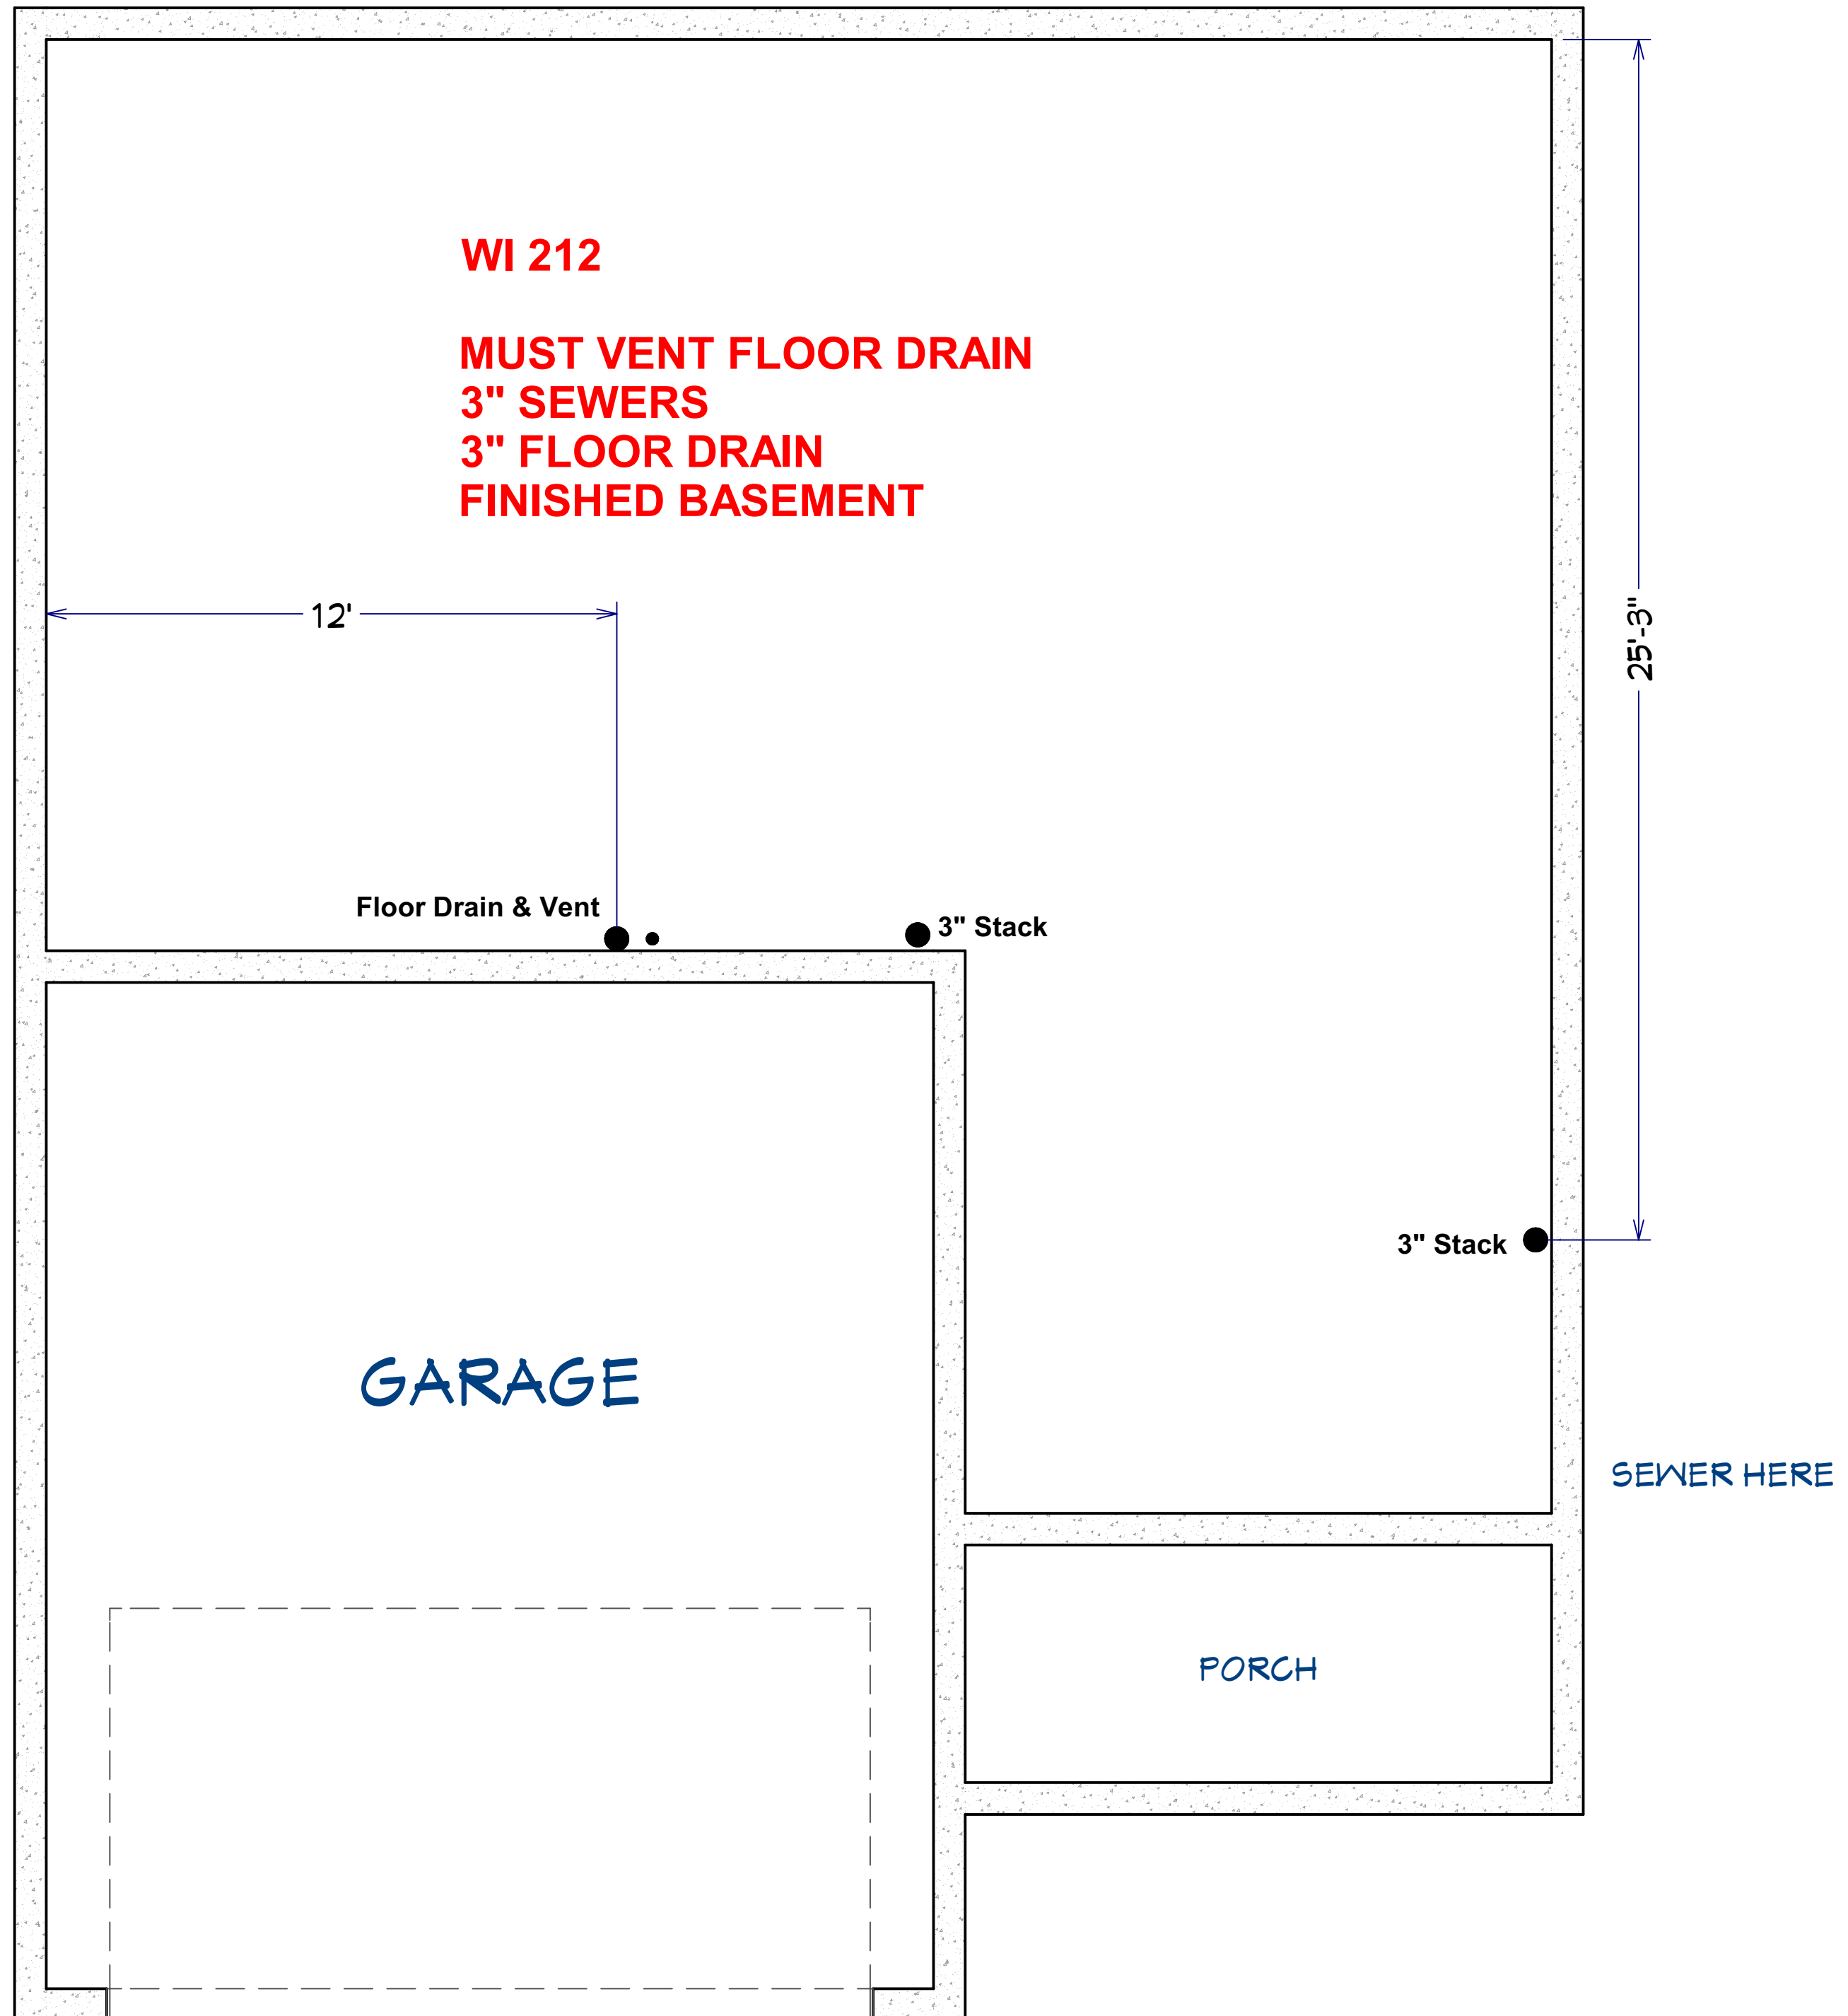 WI 212
MUST VENT FLOOR DRAIN
3" SEWERS
3" FLOOR DRAIN
FINISHED BASEMENT
12'
25'-3"
Floor Drain & Vent
3" Stack
3" Stack
GARAGE
SEWER HERE
PORCH